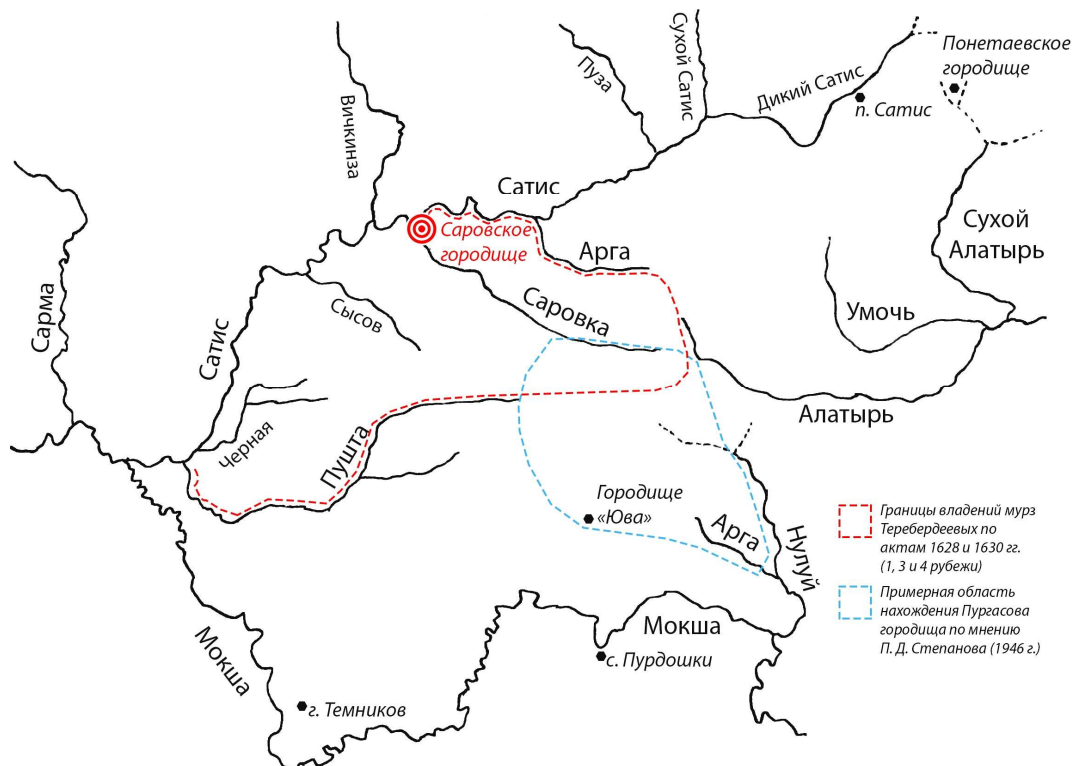 Понетаевское
городище
Сухой Сатис
Пуза
Дикий Сатис
п. Сатис
Вичкинза
Сатис
Саровское
городище
Арга
Сухой
Алатырь
Саровка
Умочь
Сысов
Сарма
Сатис
Алатырь
Черная
Пушта
Городище
«Юва»
Арга
Нулуй
Границы владений мурз
Теребердеевых по
актам 1628 и 1630 гг.
(1, 3 и 4 рубежи)
Примерная область
нахождения Пургасова
городища по мнению
П. Д. Степанова (1946 г.)
Мокша
Мокша
с. Пурдошки
г. Темников